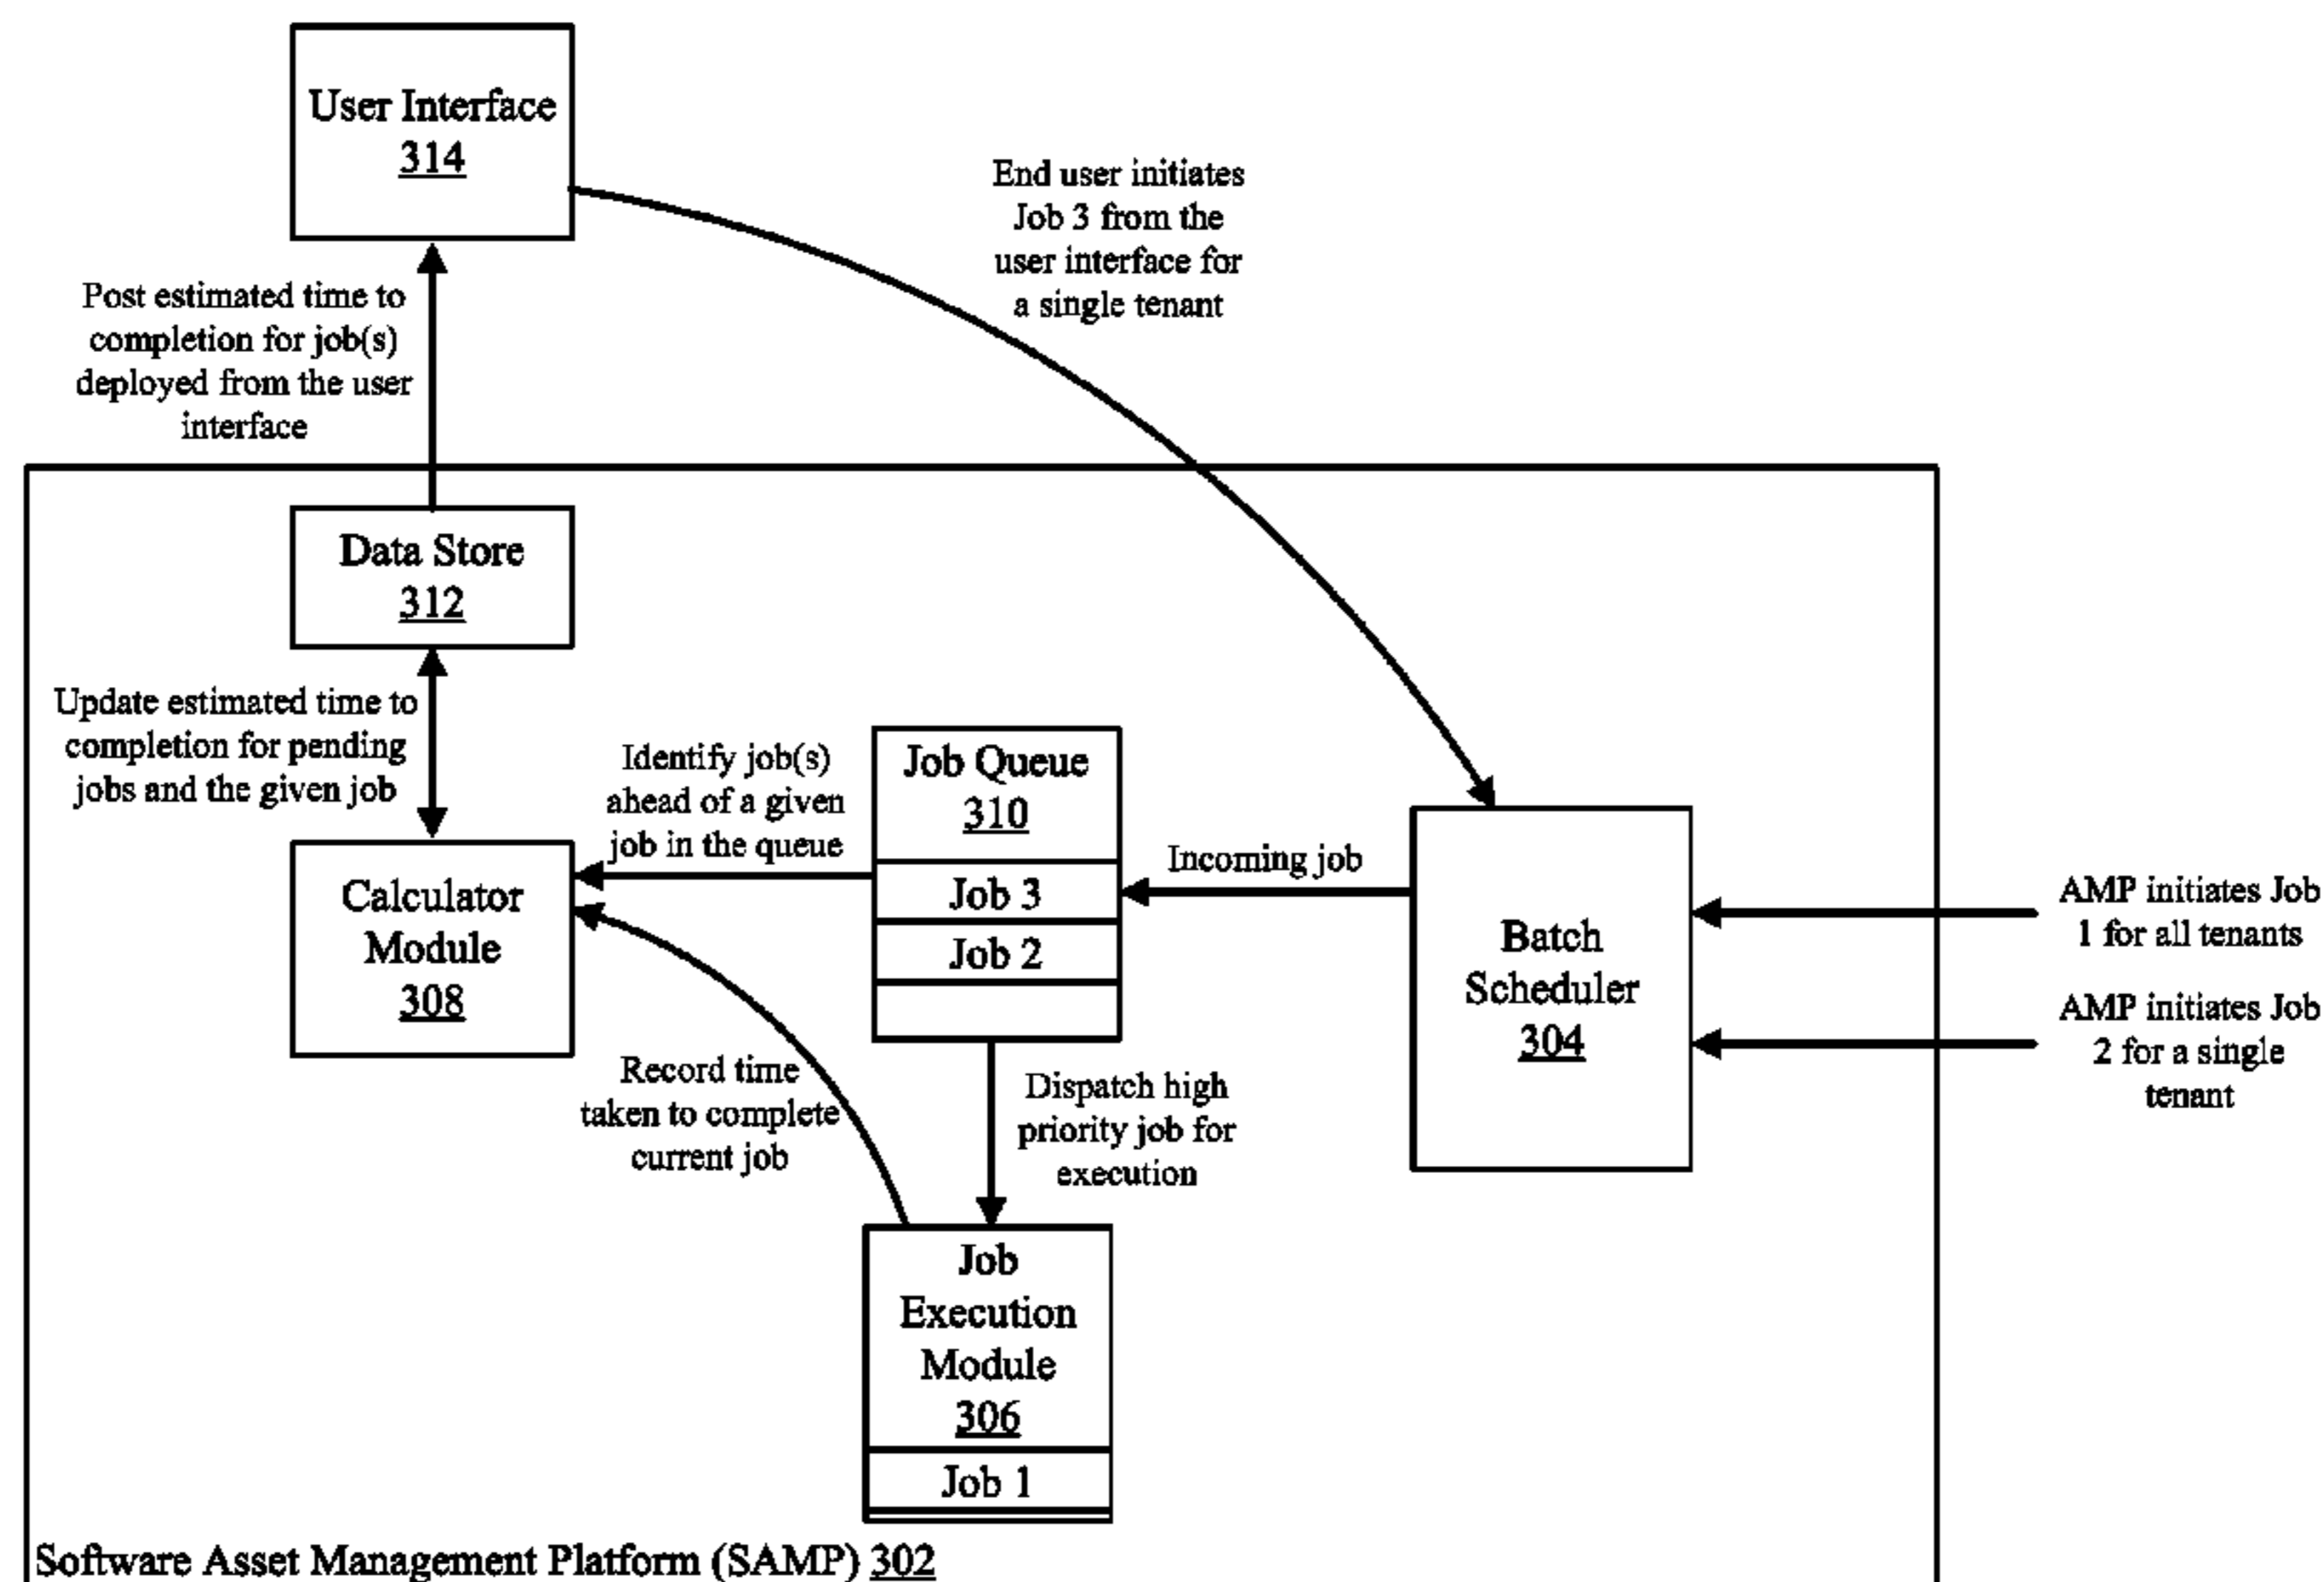 User Interface
314
End user initiates
Job 3 from the
user interface for
a single tenant
Post estimated time to
completion for job(s)
deployed from the user
interface
Data Store
312
Update estimated time to
completion for pending
jobs and the given job
Identify job(s)
ahead of a given
job in the queue
Job Queue
310
Job 3
Job 2
Incoming job
Calculator
Module
308
Batch
Scheduler
304
AMP initiates Job
1 for all tenants
AMP initiates Job
2 for a single
tenant
Record time
taken to complete
current job
Dispatch high
priority job for
execution
Job
Execution
Module
306
Job 1
Software Asset Management Platform (SAMP) 302